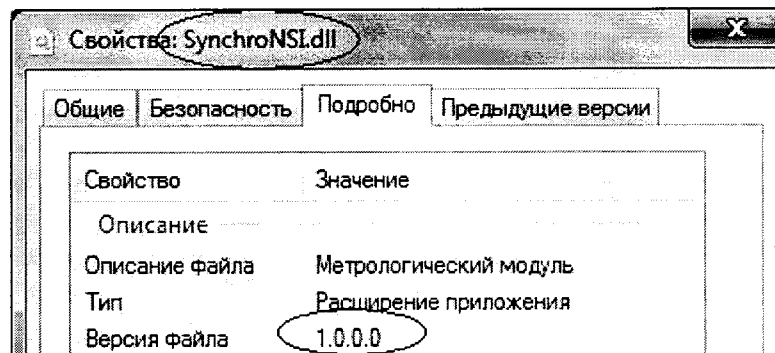 Свойства: SynchroNSI.dll
Общие Безопасность Подробно Предыдущие версии
Свойство Значение
Описание
Описание файла Метрологический модуль
Тип Расширение приложения
Версия файла 1.0.0.0